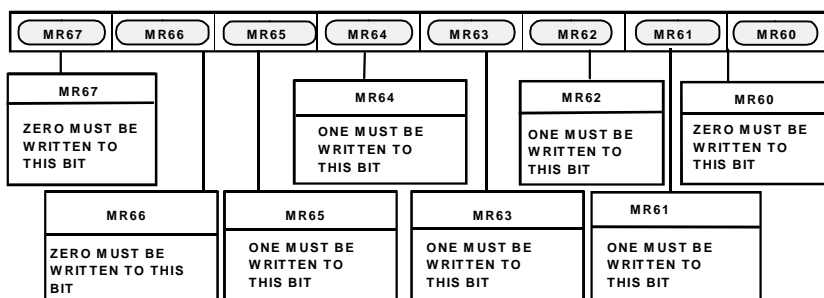 MR67 MR66 MR65 MR64 MR63 MR62 MR61 MR60
MR67
ZERO MUST BE
WRITTEN TO
THIS BIT
MR64
ONE MUST BE
WRITTEN TO
THIS BIT
MR62
ONE MUST BE
WRITTEN TO
THIS BIT
MR60
ZERO MUST BE
WRITTEN TO
THIS BIT
MR66
ZERO MUST BE
WRITTEN TO THIS
BIT
MR65
ONE MUST BE
WRITTEN TO
THIS BIT
MR63
ONE MUST BE
WRITTEN TO
THIS BIT
MR61
ONE MUST BE
WRITTEN TO
THIS BIT